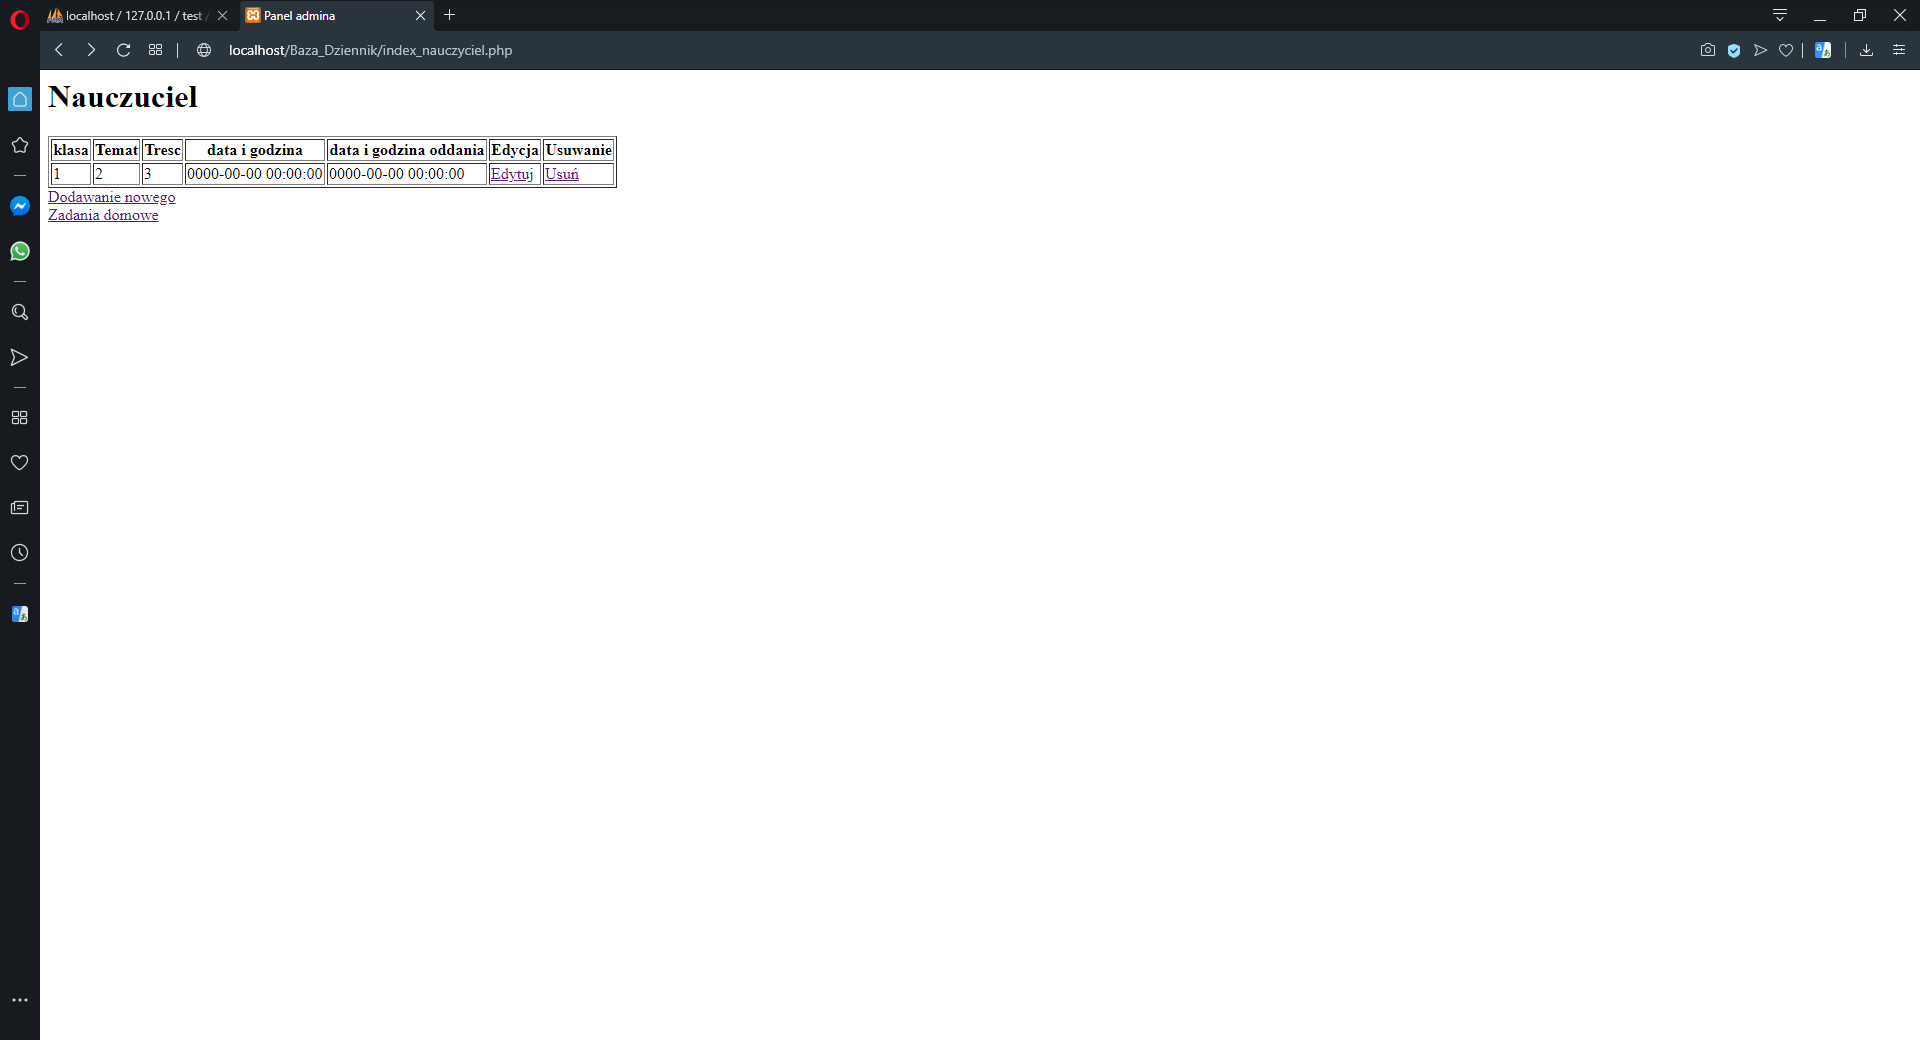 localhost / 127.0.0.1 / test /
Panel admina
localhost/Baza_Dziennik/index_nauczyciel.php
Nauczuciel
klasa Temat Tresc data i godzina data i godzina oddania Edycja Usuwanie
1 2 3 0000-00-00 00:00:00 0000-00-00 00:00:00 Edytuj Usuń
Dodawanie nowego
Zadania domowe